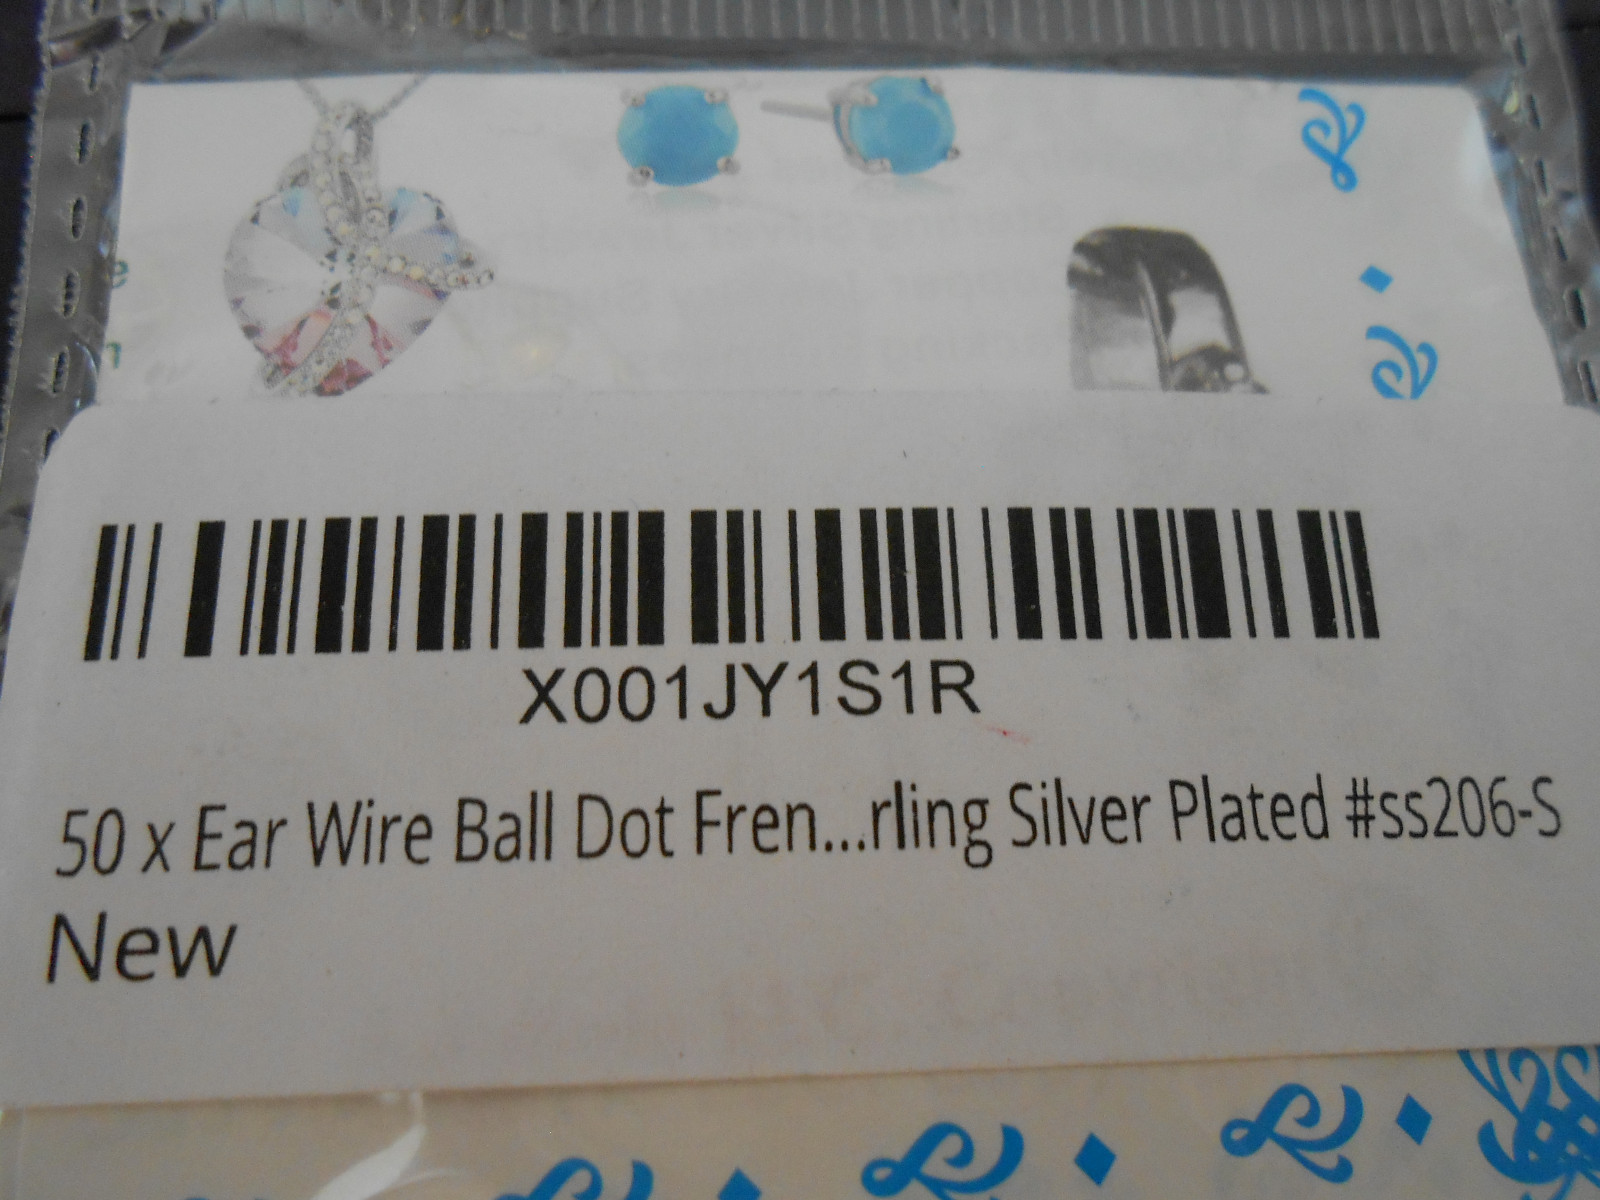 X001JY1S1R
50 x Ear Wire Ball Dot Fren...rling Silver Plated #ss206-S
New